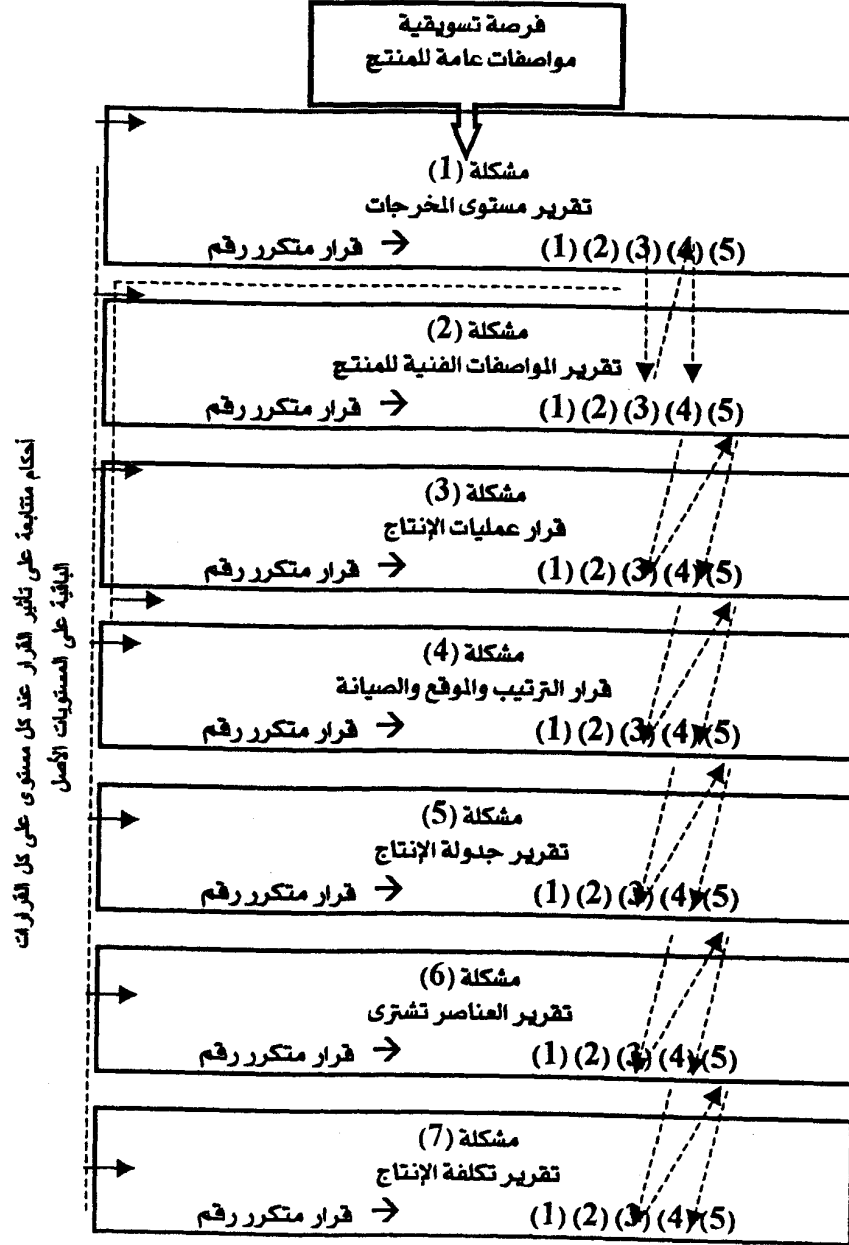 فرصة تسويقية
مواصفات عامة للمنتج
مشكلة (1)
تقرير مستوى المخرجات
قرار متكرر رقم → (1) (2) (3) (4) (5)
مشكلة (2)
تقرير المواصفات الفنية للمنتج
قرار متكرر رقم → (1) (2) (3) (4) (5)
مشكلة (3)
قرار عمليات الإنتاج
قرار متكرر رقم → (1) (2) (3) (4) (5)
مشكلة (4)
قرار الترتيب والموقع والصيانة
قرار متكرر رقم → (1) (2) (3) (4) (5)
مشكلة (5)
تقرير جدولة الإنتاج
قرار متكرر رقم → (1) (2) (3) (4) (5)
مشكلة (6)
تقرير العناصر تشترى
قرار متكرر رقم → (1) (2) (3) (4) (5)
مشكلة (7)
تقرير تكلفة الإنتاج
قرار متكرر رقم → (1) (2) (3) (4) (5)
أحكام متتابعة على تأثير القرار عند كل مستوى على كل القرارات
الباقية على المستويات الأصل